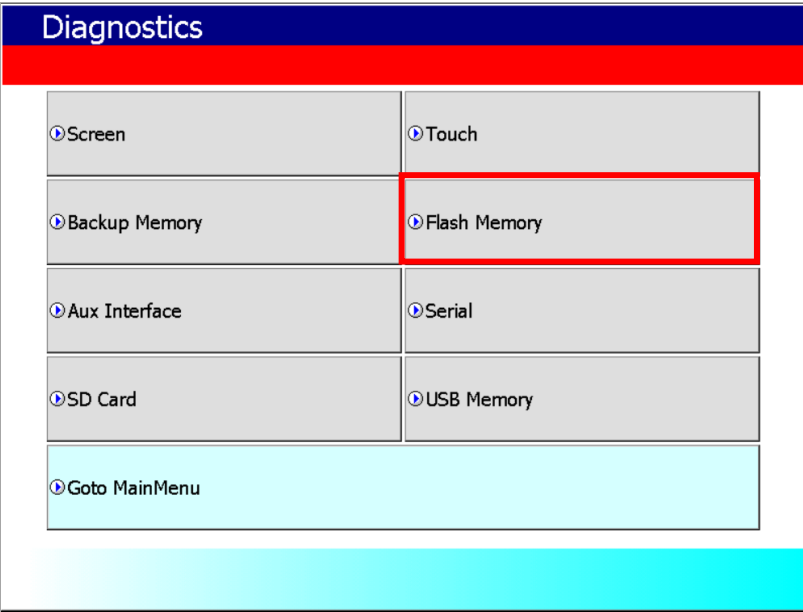 Diagnostics
Screen
Touch
Backup Memory
Flash Memory
Aux Interface
Serial
SD Card
USB Memory
Goto MainMenu